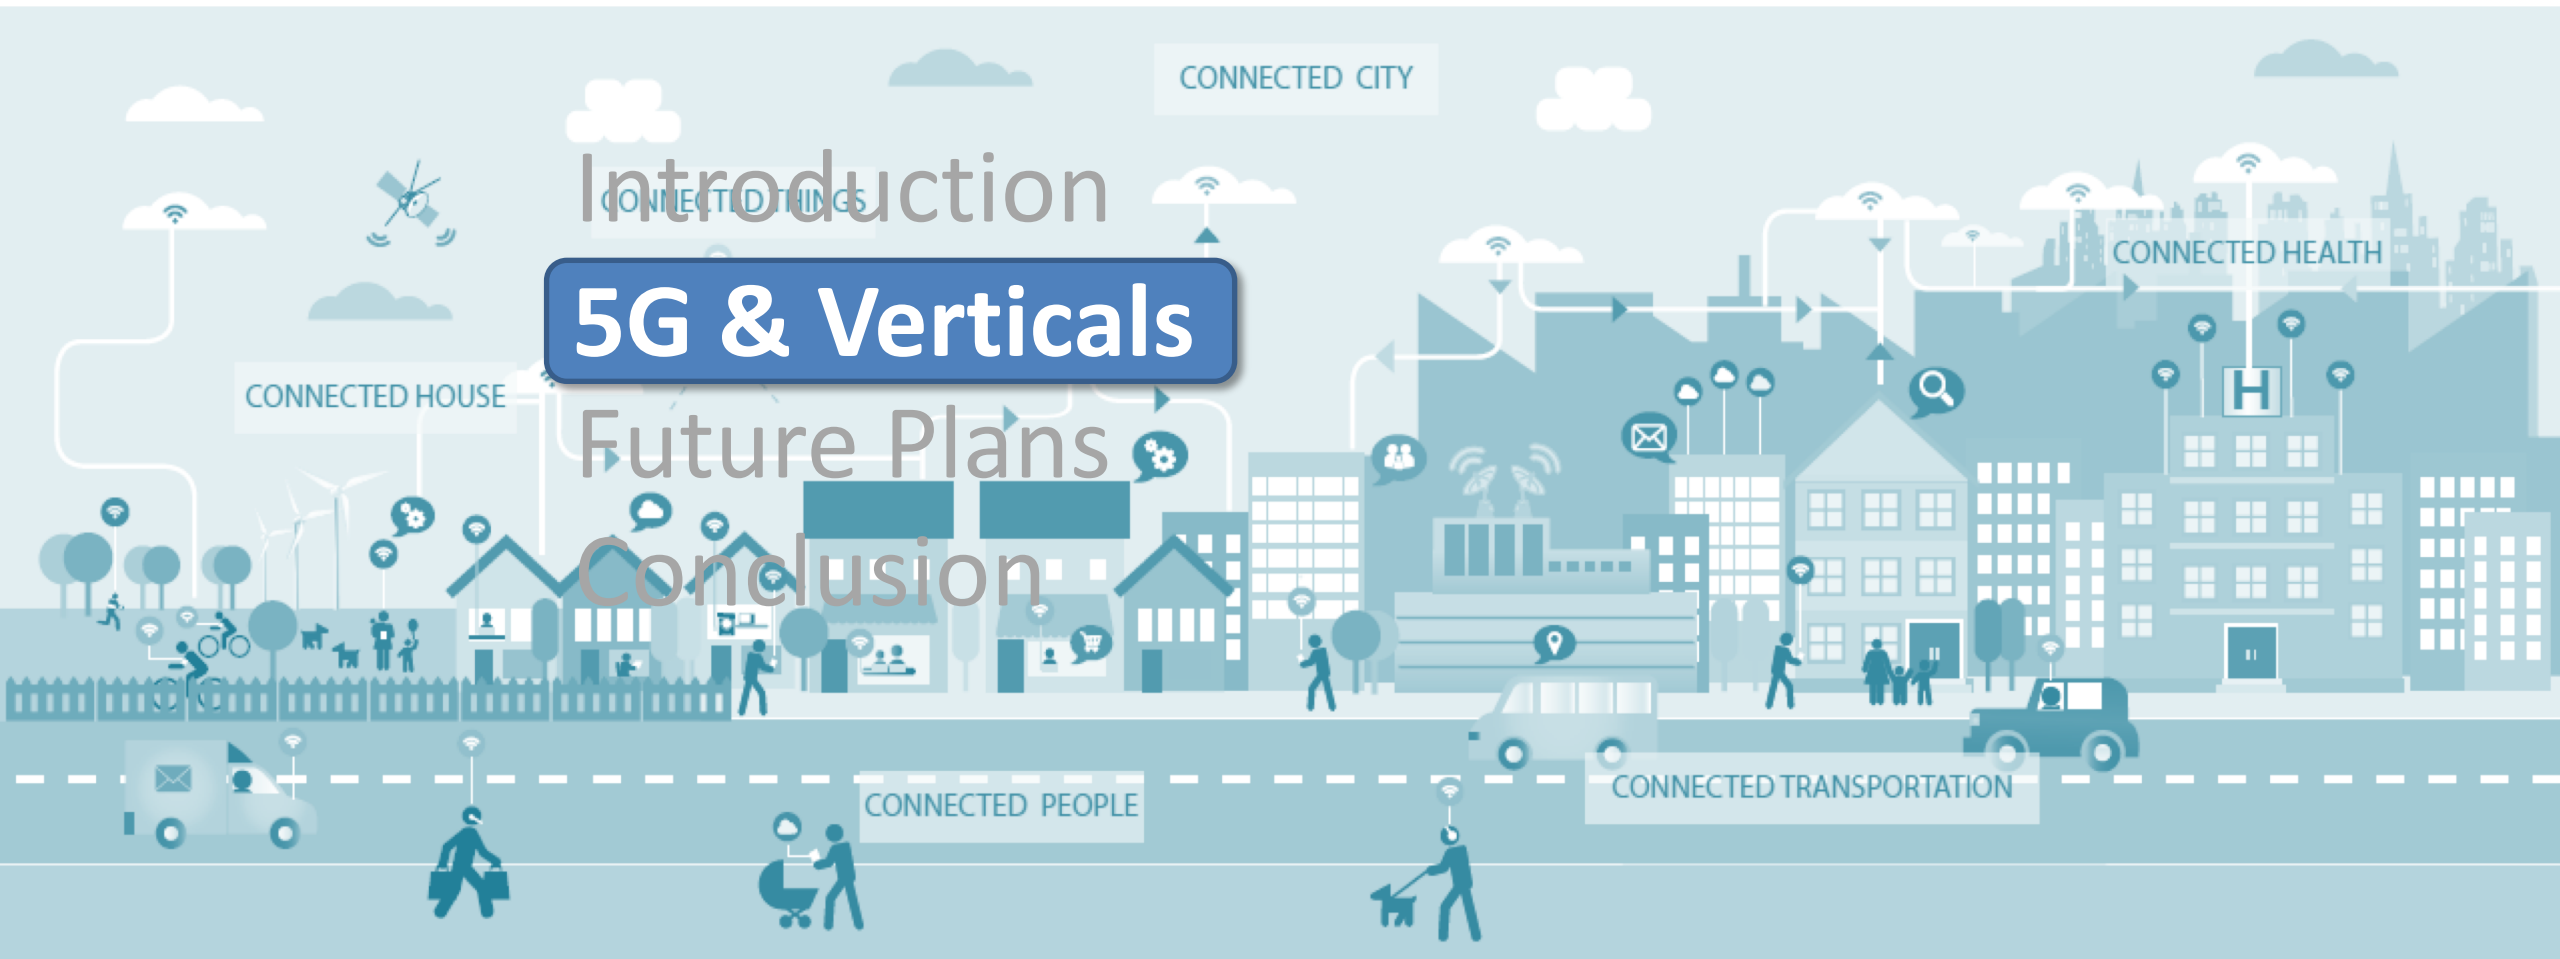 CONNECTED CITY
Introduction
CONNECTED THINGS
CONNECTED HEALTH
5G & Verticals
CONNECTED HOUSE
Future Plans
H
Conclusion
CONNECTED TRANSPORTATION
CONNECTED PEOPLE